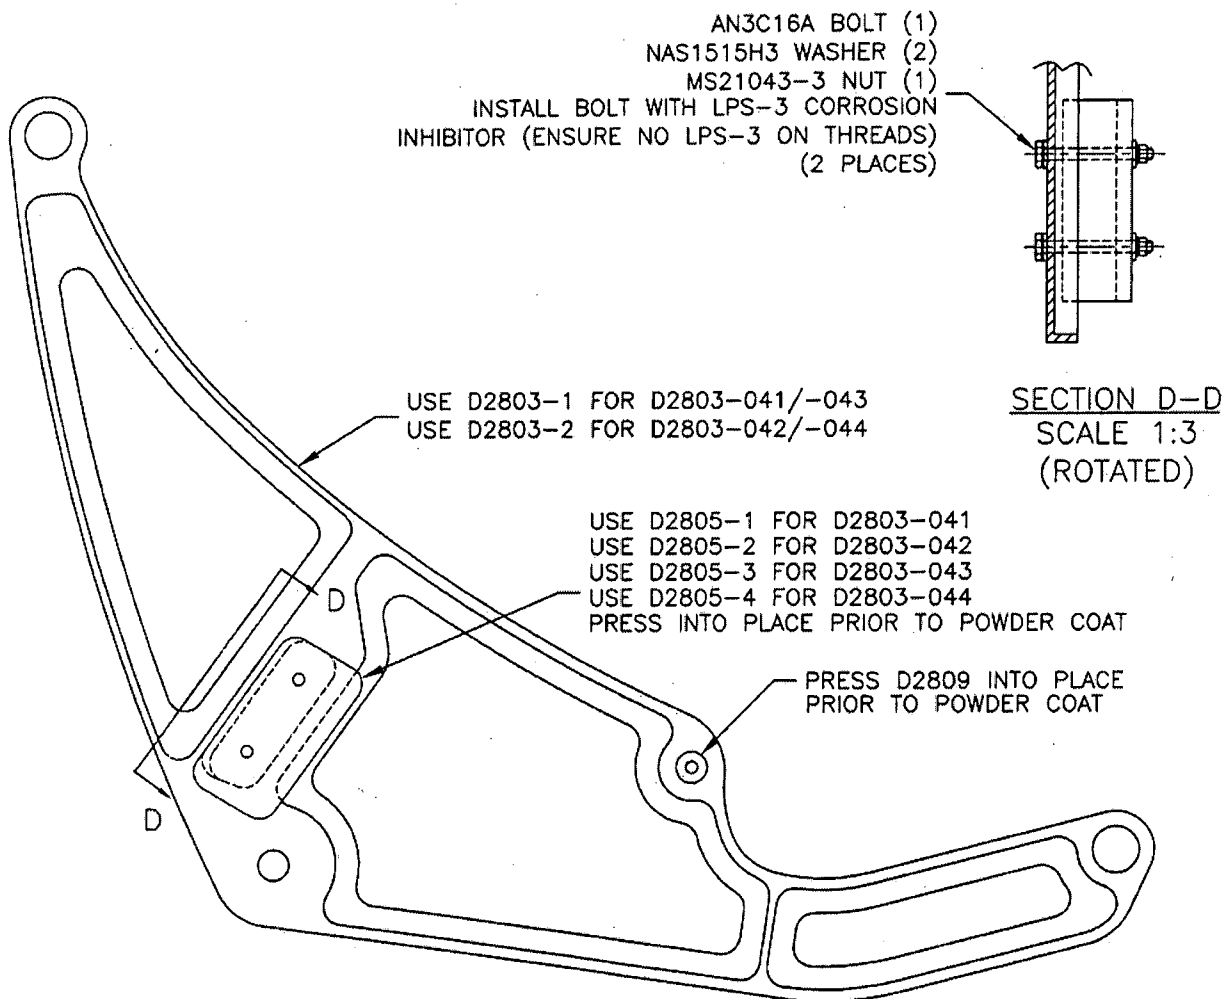 AN3C16A BOLT (1)
NAS1515H3 WASHER (2)
MS21043-3 NUT (1)
INSTALL BOLT WITH LPS-3 CORROSION
INHIBITOR (ENSURE NO LPS-3 ON THREADS)
(2 PLACES)
SECTION D-D
SCALE 1:3
(ROTATED)
USE D2803-1 FOR D2803-041/-043
USE D2803-2 FOR D2803-042/-044
USE D2805-1 FOR D2803-041
USE D2805-2 FOR D2803-042
USE D2805-3 FOR D2803-043
USE D2805-4 FOR D2803-044
PRESS INTO PLACE PRIOR TO POWDER COAT
D
PRESS D2809 INTO PLACE
PRIOR TO POWDER COAT
D